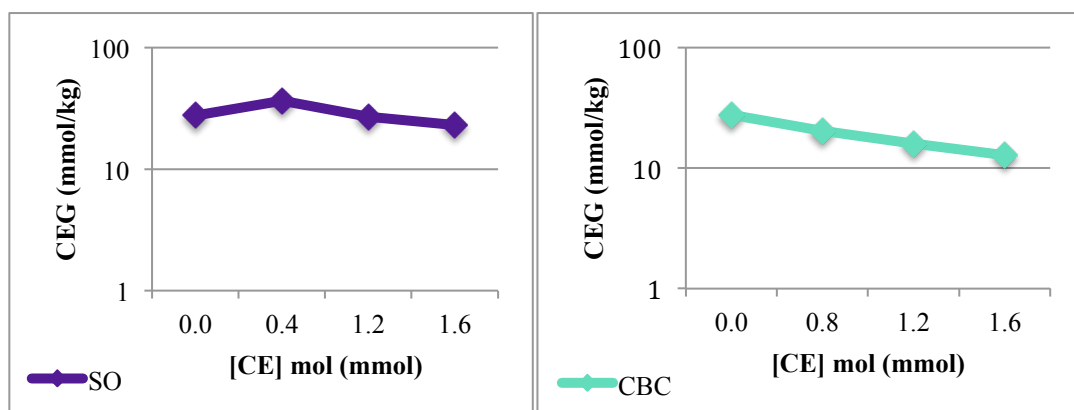 100
10
1
CEG (mmol/kg)
0.0 0.4 1.2 1.6
[CE] mol (mmol)
SO
100
10
1
CEG (mmol/kg)
0.0 0.8 1.2 1.6
[CE] mol (mmol)
CBC